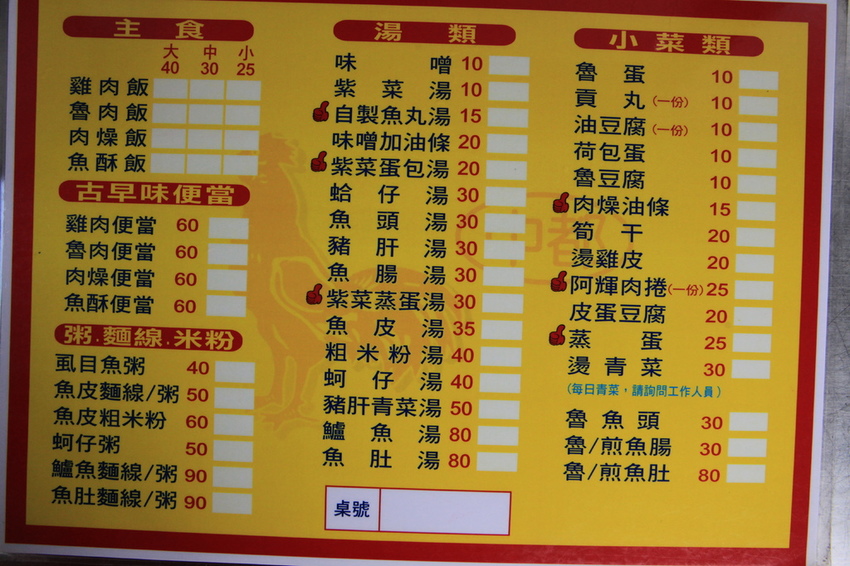 主食
大 中 小
40 30 25
雞肉飯
魯肉飯
肉燥飯
魚酥飯
古早味便當
雞肉便當 60
魯肉便當 60
肉燥便當 60
魚酥便當 60
粥.麵線.米粉
虱目魚粥 40
魚皮麵線/粥 50
魚皮粗米粉 60
蚵仔粥 50
鱸魚麵線/粥 90
魚肚麵線/粥 90
湯類
味噌 10
紫菜湯 10
自製魚丸湯 15
味噌加油條 20
紫菜蛋包湯 20
蛤仔湯 30
魚頭湯 30
豬肝湯 30
魚腸湯 30
紫菜蒸蛋湯 30
魚皮湯 35
粗米粉湯 40
蚵仔湯 40
豬肝青菜湯 50
鱸魚湯 80
魚肚湯 80
桌號
小菜類
魯蛋 10
貢丸(一份) 10
油豆腐(一份) 10
荷包蛋 10
魯豆腐 10
肉燥油條 15
筍干 20
燙雞皮 20
阿輝肉捲(一份) 25
皮蛋豆腐 20
蒸蛋 25
燙青菜 30
(每日青菜，請詢問工作人員)
魯魚頭 30
魯/煎魚腸 30
魯/煎魚肚 80
中都